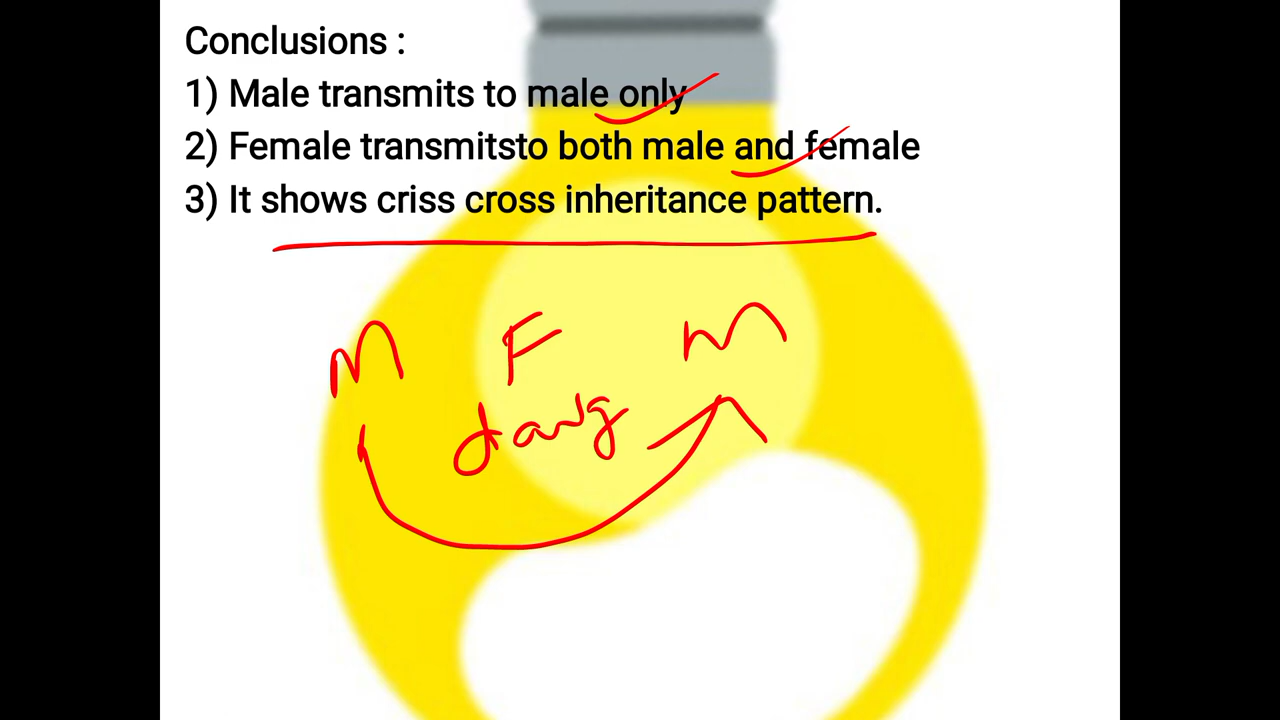 Conclusions :
1) Male transmits to male only
2) Female transmitsto both male and female
3) It shows criss cross inheritance pattern.
M F M